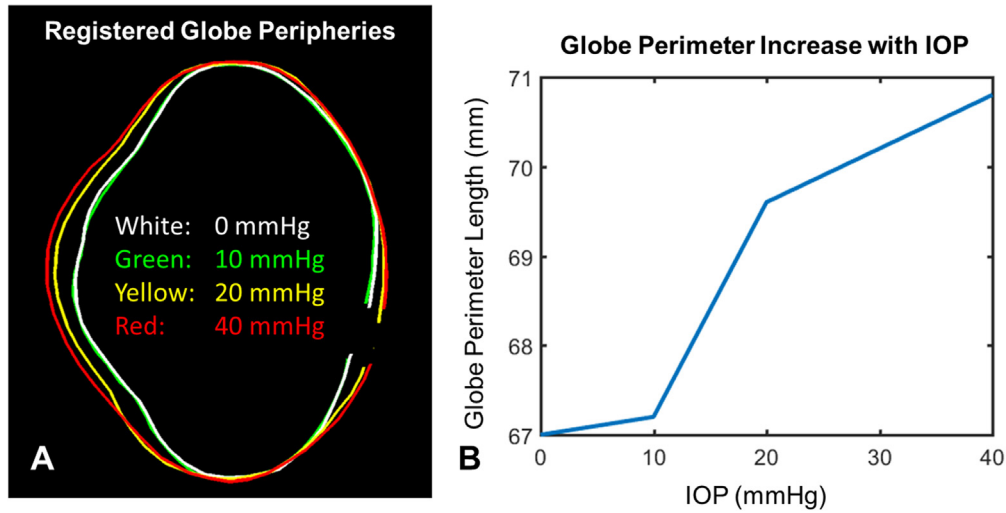 Registered Globe Peripheries
White: 0 mmHg
Green: 10 mmHg
Yellow: 20 mmHg
Red: 40 mmHg
A
Globe Perimeter Increase with IOP
Globe Perimeter Length (mm)
71
70
69
68
67
0 10 20 30 40
IOP (mmHg)
B